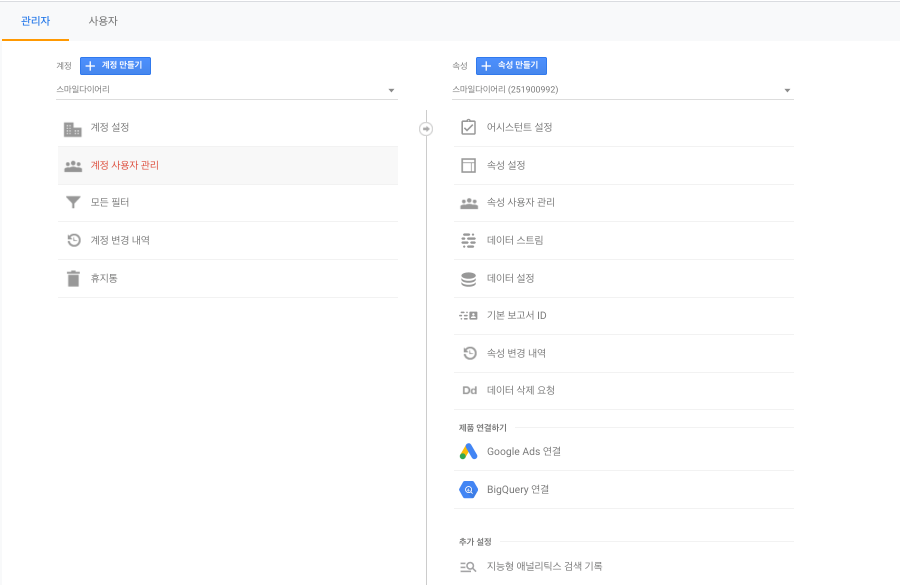 관리자
사용자
계정
계정 만들기
스마일다이어리
계정 설정
계정 사용자 관리
모든 필터
계정 변경 내역
휴지통
속성
속성 만들기
스마일다이어리 (251900992)
어시스턴트 설정
속성 설정
속성 사용자 관리
데이터 스트림
데이터 설정
기본 보고서 ID
속성 변경 내역
Dd 데이터 삭제 요청
제품 연결하기
Google Ads 연결
BigQuery 연결
추가 설정
지능형 애널리틱스 검색 기록